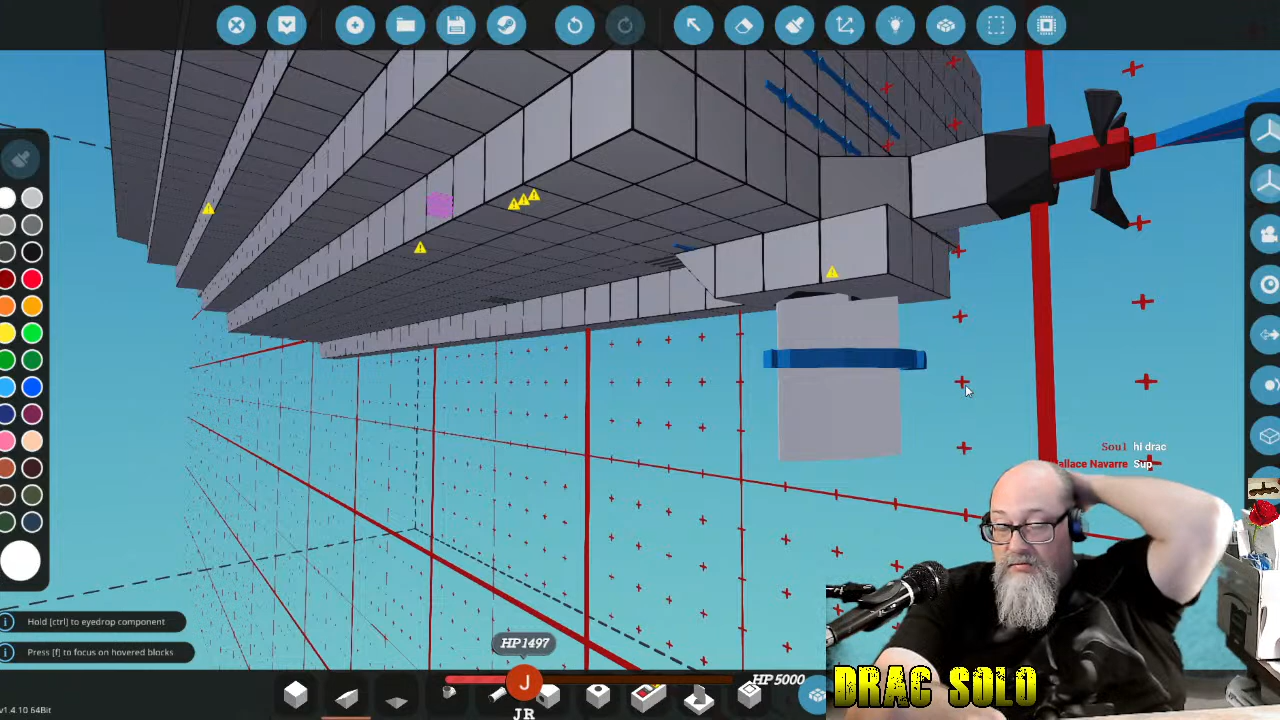 Soul hi drac
allace Navarre Sup
Hold [ctrl] to eyedrop component
Press [f] to focus on hovered blocks
HP 1497
J
HP 5000
JR
DRAC SOLO
v1.4.10 64Bit